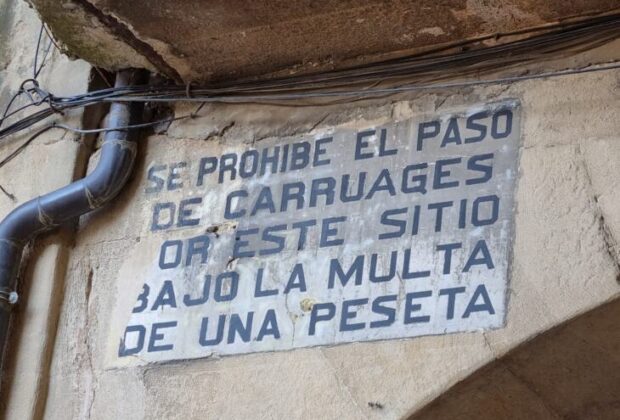 SE PROHIBE EL PASO
DE CARRUAGES
OR ESTE SITIO
BAJO LA MULTA
DE UNA PESETA